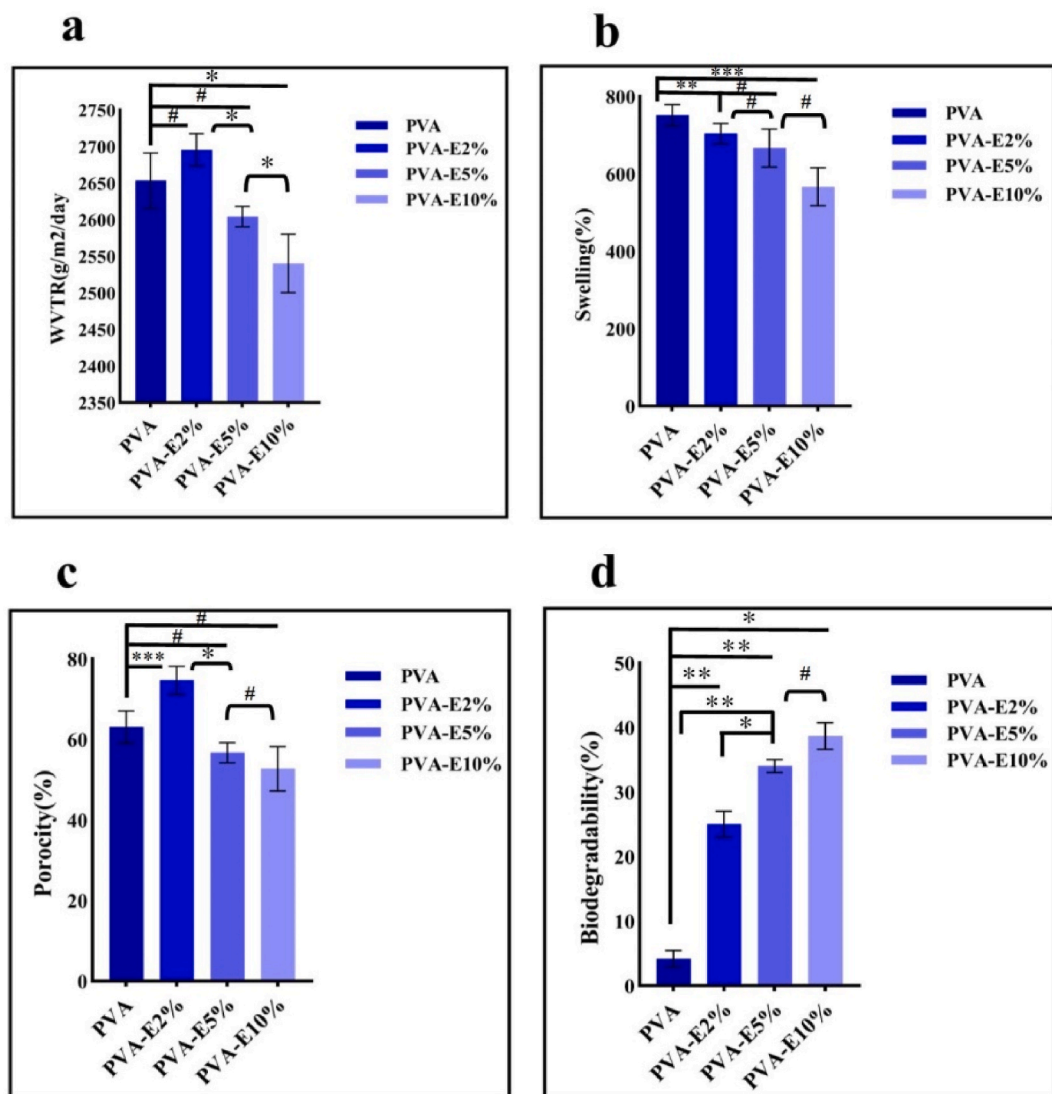 a
*
#
#
*
*
2750
2700
2650
2600
2550
2500
2450
2400
2350
WVTR(g/m2/day
PVA
PVA-E2%
PVA-E5%
PVA-E10%
PVA
PVA-E2%
PVA-E5%
PVA-E10%
b
***
**
#
#
#
800
600
400
200
0
Swelling(%)
PVA
PVA-E2%
PVA-E5%
PVA-E10%
PVA
PVA-E2%
PVA-E5%
PVA-E10%
c
#
#
***
*
#
80
60
40
20
0
Porocity(%)
PVA
PVA-E2%
PVA-E5%
PVA-E10%
PVA
PVA-E2%
PVA-E5%
PVA-E10%
d
*
**
**
#
**
*
50
40
30
20
10
0
Biodegradability(%)
PVA
PVA-E2%
PVA-E5%
PVA-E10%
PVA
PVA-E2%
PVA-E5%
PVA-E10%